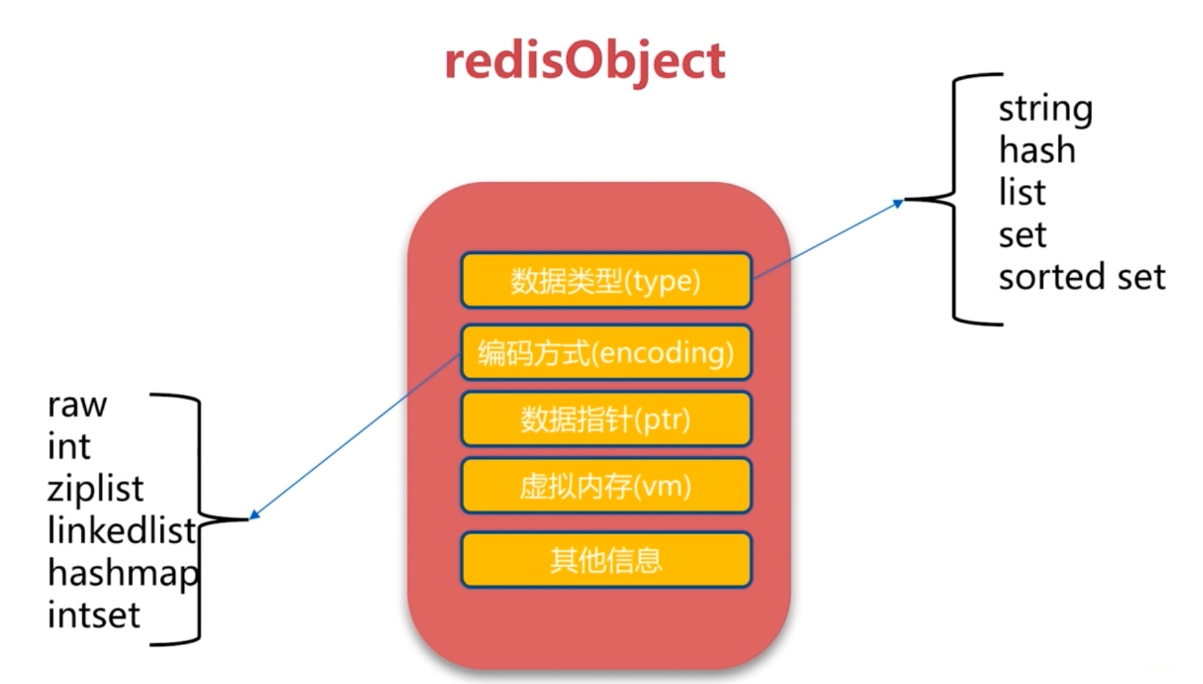 redisObject
string
hash
list
set
sorted set
数据类型(type)
编码方式(encoding)
数据指针(ptr)
虚拟内存(vm)
其他信息
raw
int
ziplist
linkedlist
hashmap
intset